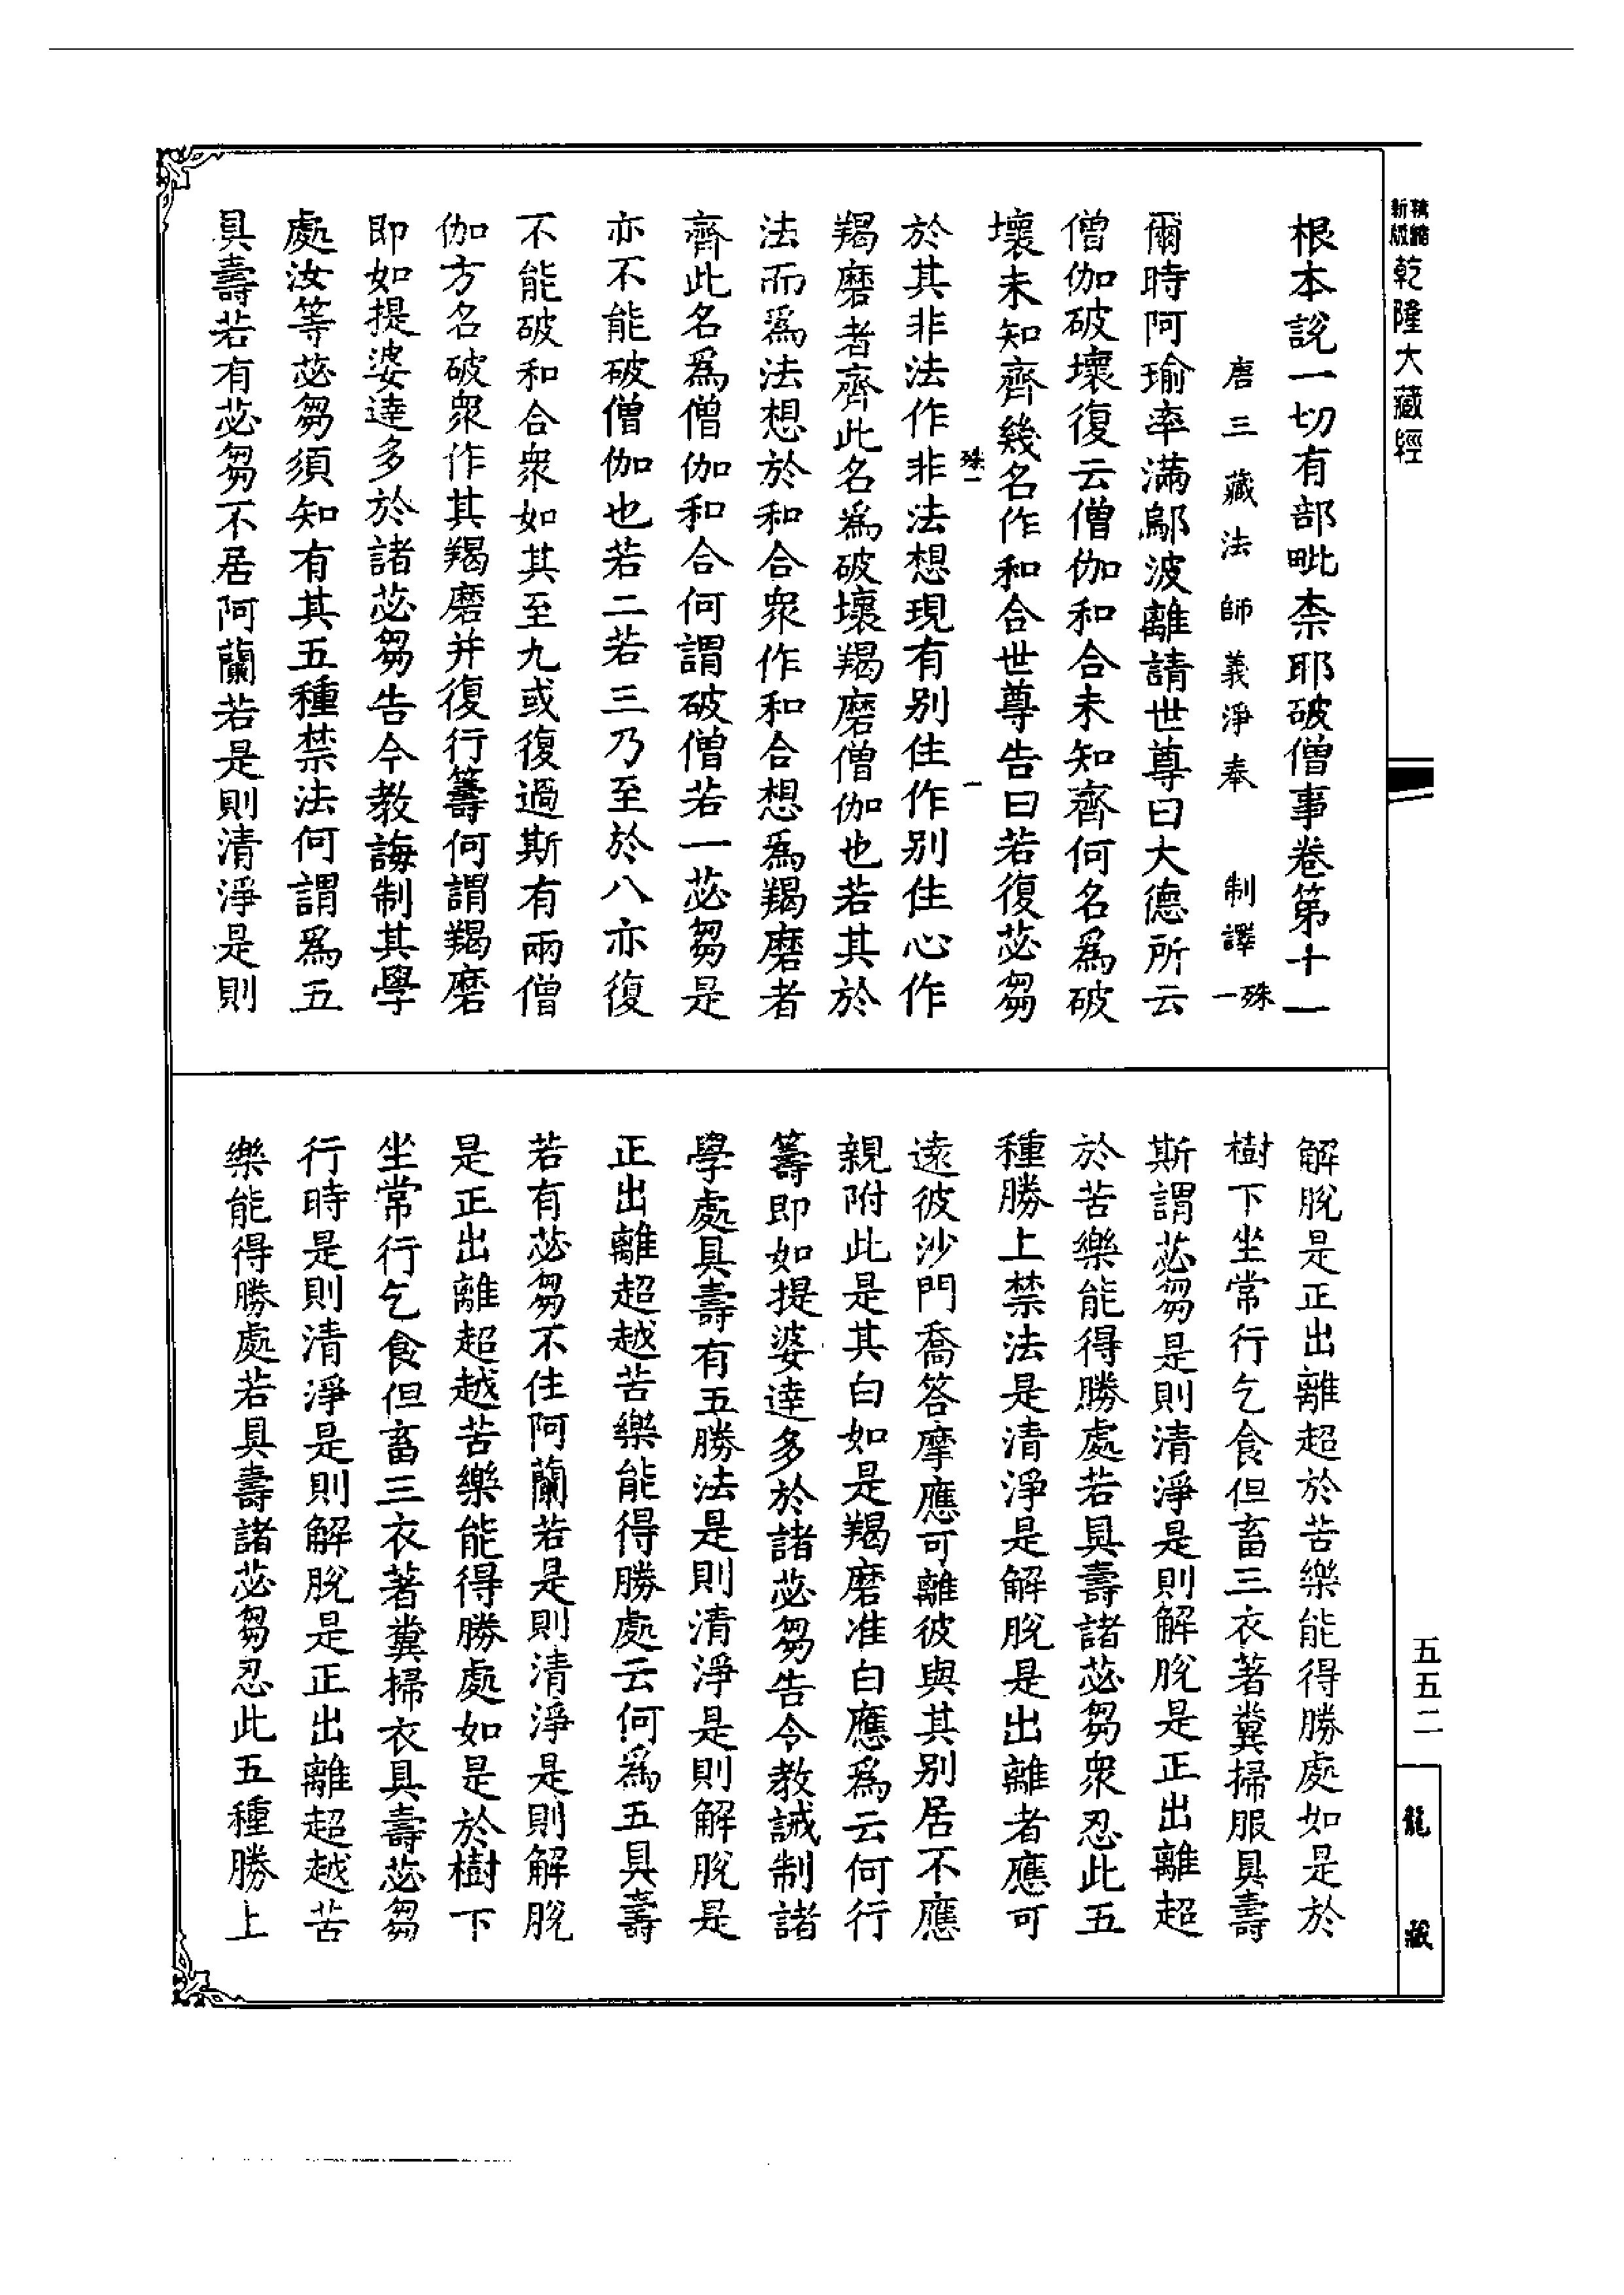 精縮新版乾隆大藏經
根本說一切有部毗柰耶破僧事卷第十一
唐三藏法師義淨奉　制譯　殊一
爾時阿瑜率滿鄔波離請世尊曰大德所云
僧伽破壞復云僧伽和合未知齊何名爲破
壞未知齊幾名作和合世尊告曰若復苾芻
殊一　一
於其非法作非法想現有別住作別住心作
羯磨者齊此名爲破壞羯磨僧伽也若其於
法而爲法想於和合衆作和合想爲羯磨者
齊此名爲僧伽和合何謂破僧若一苾芻是
亦不能破僧伽也若二若三乃至於八亦復
不能破和合衆如其至九或復過斯有兩僧
伽方名破衆作其羯磨并復行籌何謂羯磨
即如提婆達多於諸苾芻告令教誨制其學
處汝等苾芻須知有其五種禁法何謂爲五
具壽若有苾芻不居阿蘭若是則清淨是則
解脫是正出離超於苦樂能得勝處如是於
樹下坐常行乞食但畜三衣著糞掃服具壽
斯謂苾芻是則清淨是則解脫是正出離超
於苦樂能得勝處若具壽諸苾芻衆忍此五
種勝上禁法是清淨是解脫是出離者應可
遠彼沙門喬答摩應可離彼與其別居不應
親附此是其白如是羯磨准白應爲云何行
籌即如提婆達多於諸苾芻告令教誡制諸
學處具壽有五勝法是則清淨是則解脫是
正出離超越苦樂能得勝處云何爲五具壽
若有苾芻不住阿蘭若是則清淨是則解脫
是正出離超越苦樂能得勝處如是於樹下
坐常行乞食但畜三衣著糞掃衣具壽苾芻
行時是則清淨是則解脫是正出離超越苦
樂能得勝處若具壽諸苾芻忍此五種勝上
五五二
龍藏